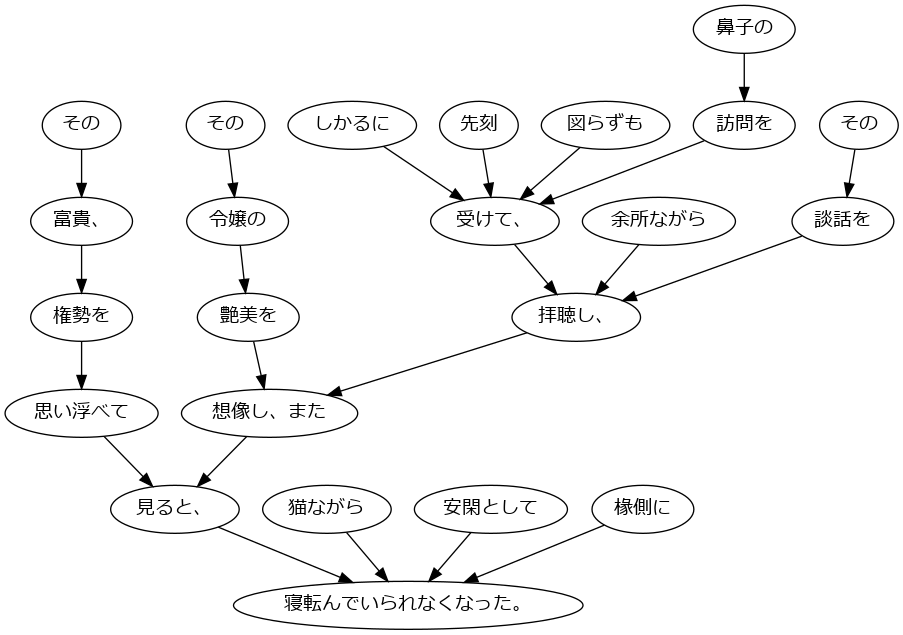 鼻子の
その
その
しかるに
先刻
図らずも
訪問を
その
富貴、
令嬢の
受けて、
余所ながら
談話を
権勢を
艶美を
拝聴し、
思い浮べて
想像し、また
見ると、
猫ながら
安閑として
椽側に
寝転んでいられなくなった。